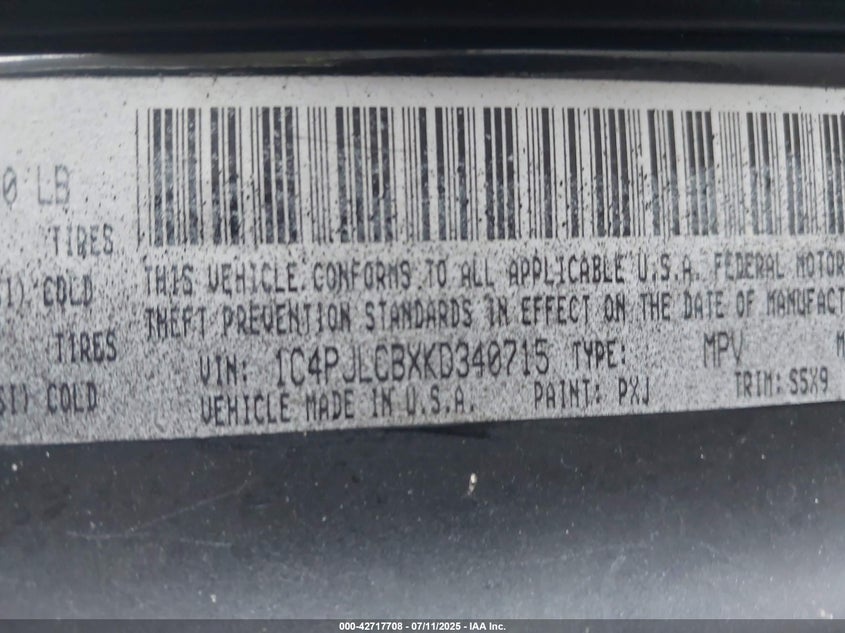 0 LB
TIRES
SI) COLD
TIRES
SI) COLD
THIS VEHICLE CONFORMS TO ALL APPLICABLE U.S.A. FEDERAL MOTOR
THEFT PREVENTION STANDARDS IN EFFECT ON THE DATE OF MANUFACT
VIN: 1C4PJLCBXKD340715 TYPE: MPV M
VEHICLE MADE IN U.S.A. PAINT: PXJ TRIM: S5X9
000-42717708 - 07/11/2025 - IAA Inc.